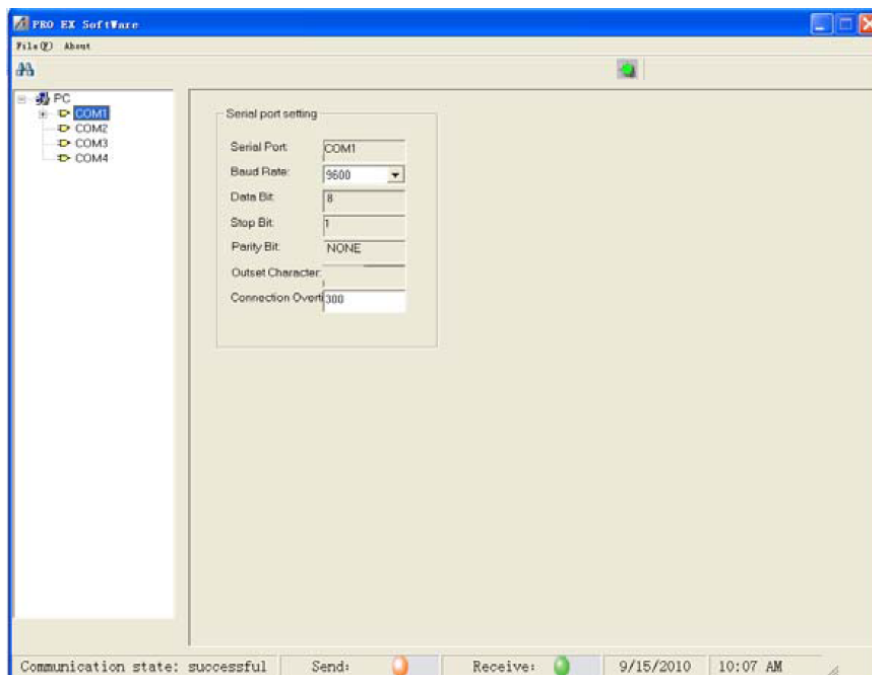 PRO EX SoftWare
File(F) About
PC
COM1
COM2
COM3
COM4
Serial port setting
Serial Port: COM1
Baud Rate: 9600
Data Bit: 8
Stop Bit: 1
Parity Bit: NONE
Outset Character:
Connection Overti 300
Communication state: successful Send: Receive: 9/15/2010 10:07 AM